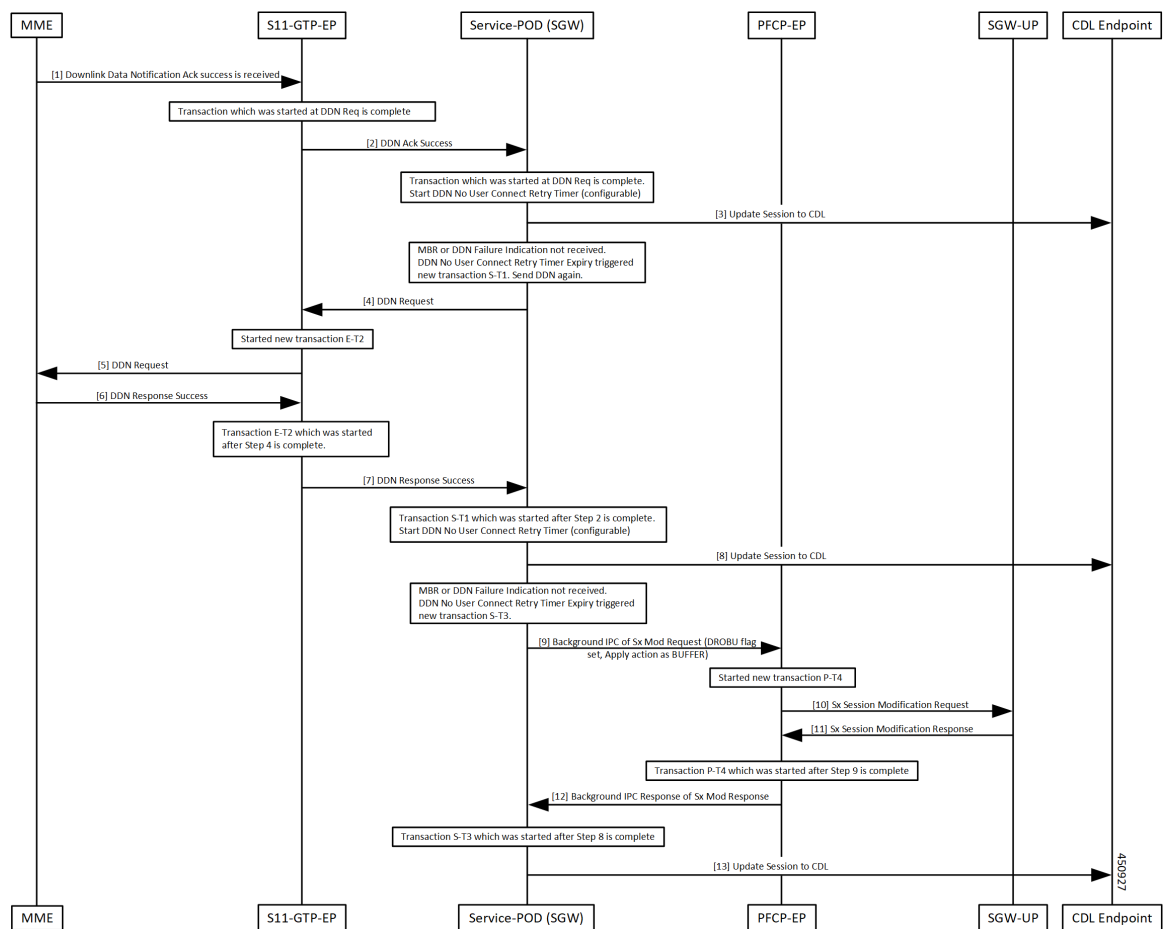 MME
S11-GTP-EP
Service-POD (SGW)
PFCP-EP
SGW-UP
CDL Endpoint
[1] Downlink Data Notification Ack success is received
Transaction which was started at DDN Req is complete
[2] DDN Ack Success
Transaction which was started at DDN Req is complete.
Start DDN No User Connect Retry Timer (configurable)
[3] Update Session to CDL
MBR or DDN Failure Indication not received.
DDN No User Connect Retry Timer Expiry triggered
new transaction S-T1. Send DDN again.
[4] DDN Request
Started new transaction E-T2
[5] DDN Request
[6] DDN Response Success
Transaction E-T2 which was started
after Step 4 is complete.
[7] DDN Response Success
Transaction S-T1 which was started after Step 2 is complete.
Start DDN No User Connect Retry Timer (configurable)
[8] Update Session to CDL
MBR or DDN Failure Indication not received.
DDN No User Connect Retry Timer Expiry triggered
new transaction S-T3.
[9] Background IPC of Sx Mod Request (DROBU flag
set, Apply action as BUFFER)
Started new transaction P-T4
[10] Sx Session Modification Request
[11] Sx Session Modification Response
Transaction P-T4 which was started after Step 9 is complete
[12] Background IPC Response of Sx Mod Response
Transaction S-T3 which was started after Step 8 is complete
[13] Update Session to CDL
450927
MME
S11-GTP-EP
Service-POD (SGW)
PFCP-EP
SGW-UP
CDL Endpoint